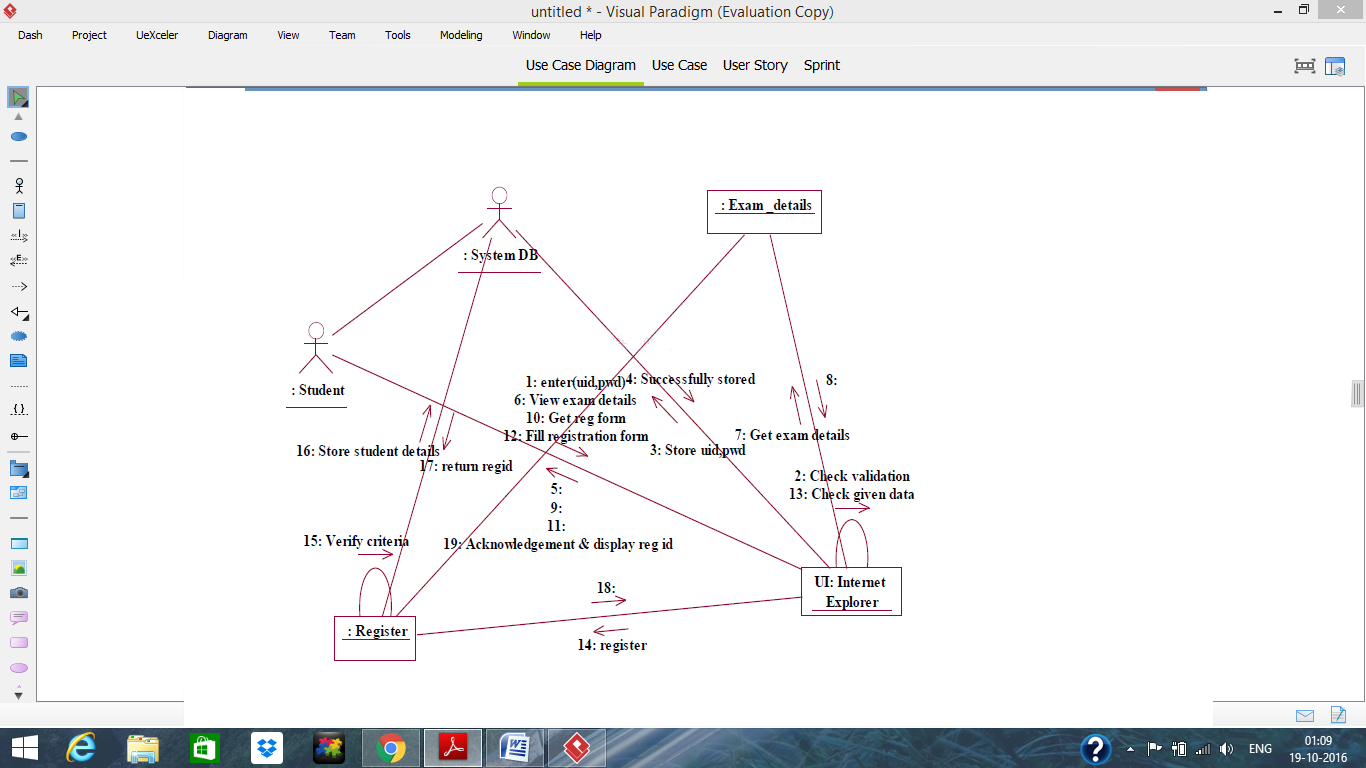 untitled * - Visual Paradigm (Evaluation Copy)
Dash Project UeXceler Diagram View Team Tools Modeling Window Help
Use Case Diagram Use Case User Story Sprint
: Exam_details
: System DB
: Student
1: enter(uid,pwd)
4: Successfully stored
8:
6: View exam details
10: Get reg form
12: Fill registration form
7: Get exam details
16: Store student details
3: Store uid,pwd
17: return regid
2: Check validation
5:
13: Check given data
9:
11:
15: Verify criteria
19: Acknowledgement & display reg id
18:
UI: Internet
Explorer
: Register
14: register
ENG
01:09
19-10-2016